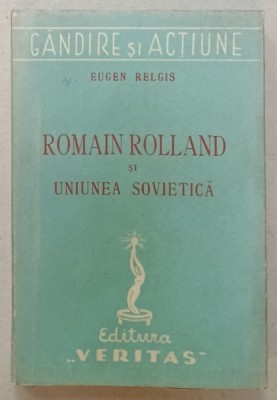 GÂNDIRE ȘI ACȚIUNE
EUGEN RELGIS
ROMAIN ROLLAND
ȘI
UNIUNEA SOVIETICĂ
Editura
„VERITAS"